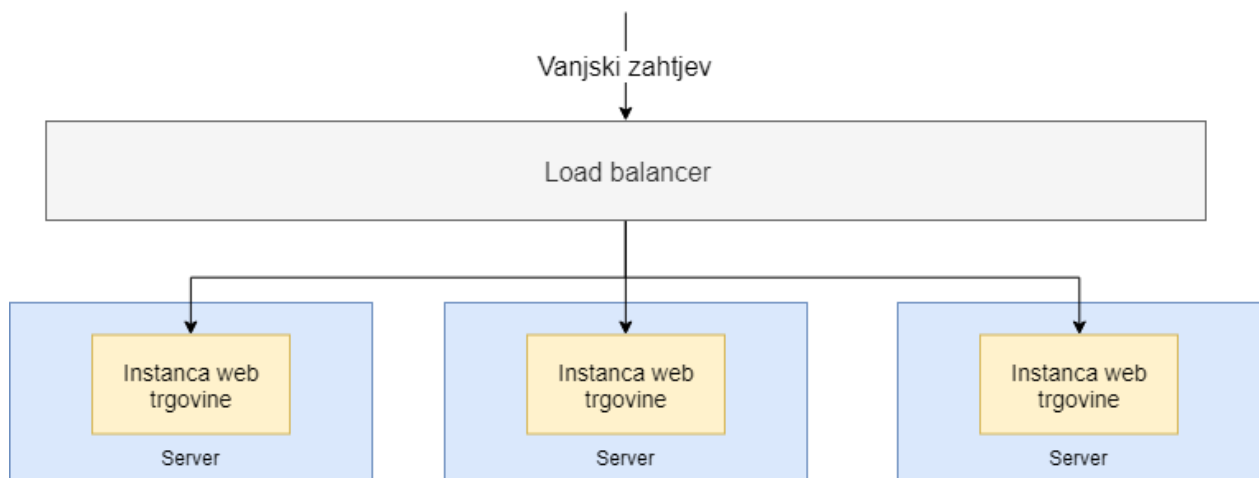 Vanjski zahtjev
Load balancer
Instanca web
trgovine
Server
Instanca web
trgovine
Server
Instanca web
trgovine
Server